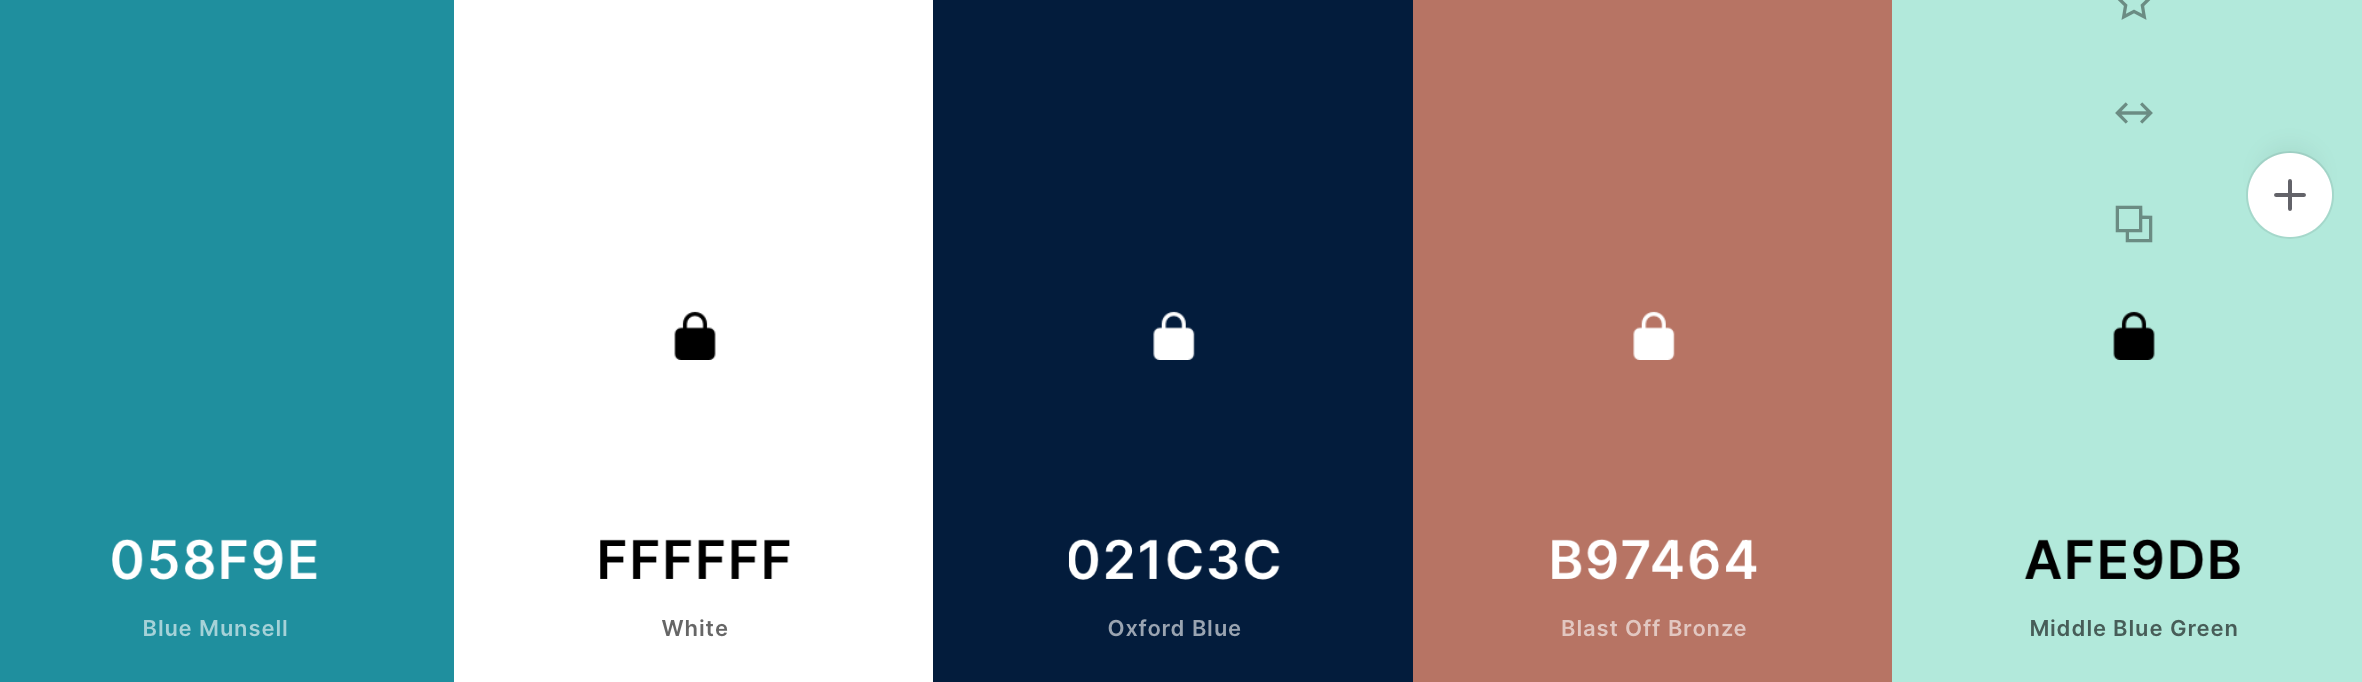 058F9E
Blue Munsell
FFFFFF
White
021C3C
Oxford Blue
B97464
Blast Off Bronze
AFE9DB
Middle Blue Green